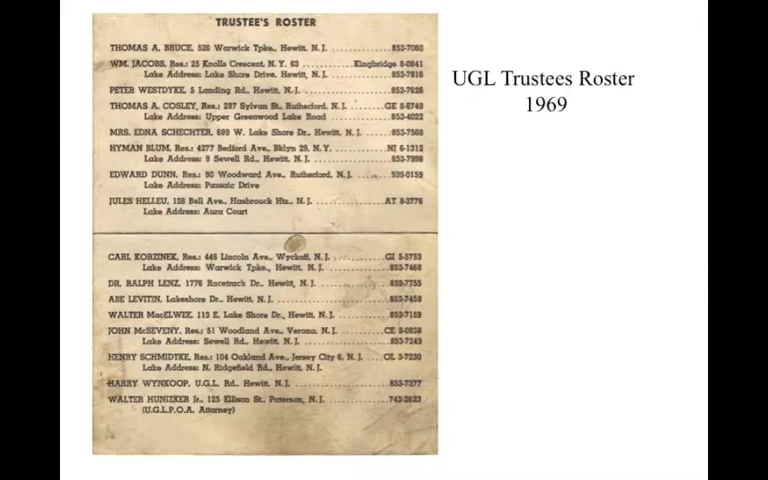 TRUSTEE'S ROSTER
THOMAS A. BRUCE, 526 Warwick Tpke., Hewitt, N. J. 853-7060
WM. JACOBS, Res.: 25 Knolls Crescent, N. Y. 63 Kingbridge 8-0841
Lake Address: Lake Shore Drive, Hewitt, N. J. 853-7816
PETER WESTDYKE, 5 Landing Rd., Hewitt, N. J. 853-7626
THOMAS A. COSLEY, Res.: 287 Sylvan St., Rutherford, N. J. GE 8-8748
Lake Address: Upper Greenwood Lake Road 853-4022
MRS. EDNA SCHECHTER, 689 W. Lake Shore Dr., Hewitt, N. J. 853-7568
HYMAN BLUM, Res.: 4277 Bedford Ave., Bklyn 29, N. Y. NI 6-1312
Lake Address: 9 Sewell Rd., Hewitt, N. J. 853-7998
EDWARD DUNN, Res.: 90 Woodward Ave., Rutherford, N. J. 939-0159
Lake Address: Passaic Drive
JULES HELLEU, 126 Bell Ave., Hasbrouck Hts., N. J. AT 8-3776
Lake Address: Aura Court
CARL KORZINEK, Res.: 445 Lincoln Ave., Wyckoff, N. J. GI 5-5753
Lake Address: Warwick Tpke., Hewitt, N. J. 853-7466
DR. RALPH LENZ, 1776 Racetrack Dr., Hewitt, N. J. 853-7755
ABE LEVITIN, Lakeshore Dr., Hewitt, N. J. 853-7458
WALTER MacELWEE, 113 E. Lake Shore Dr., Hewitt, N. J. 853-7159
JOHN McSEVENY, Res.: 51 Woodland Ave., Verona, N. J. CE 8-0838
Lake Address: Sewell Rd., Hewitt, N. J. 853-7249
HENRY SCHMIDTKE, Res.: 104 Oakland Ave., Jersey City 6, N. J. OL 3-7230
Lake Address: N. Ridgefield Rd., Hewitt, N. J.
HARRY WYNKOOP, U.G.L. Rd., Hewitt, N. J. 853-7377
WALTER HUNIZKER Jr., 125 Ellison St., Paterson, N. J. 742-2623
(U.G.L.P.O.A. Attorney)
UGL Trustees Roster
1969